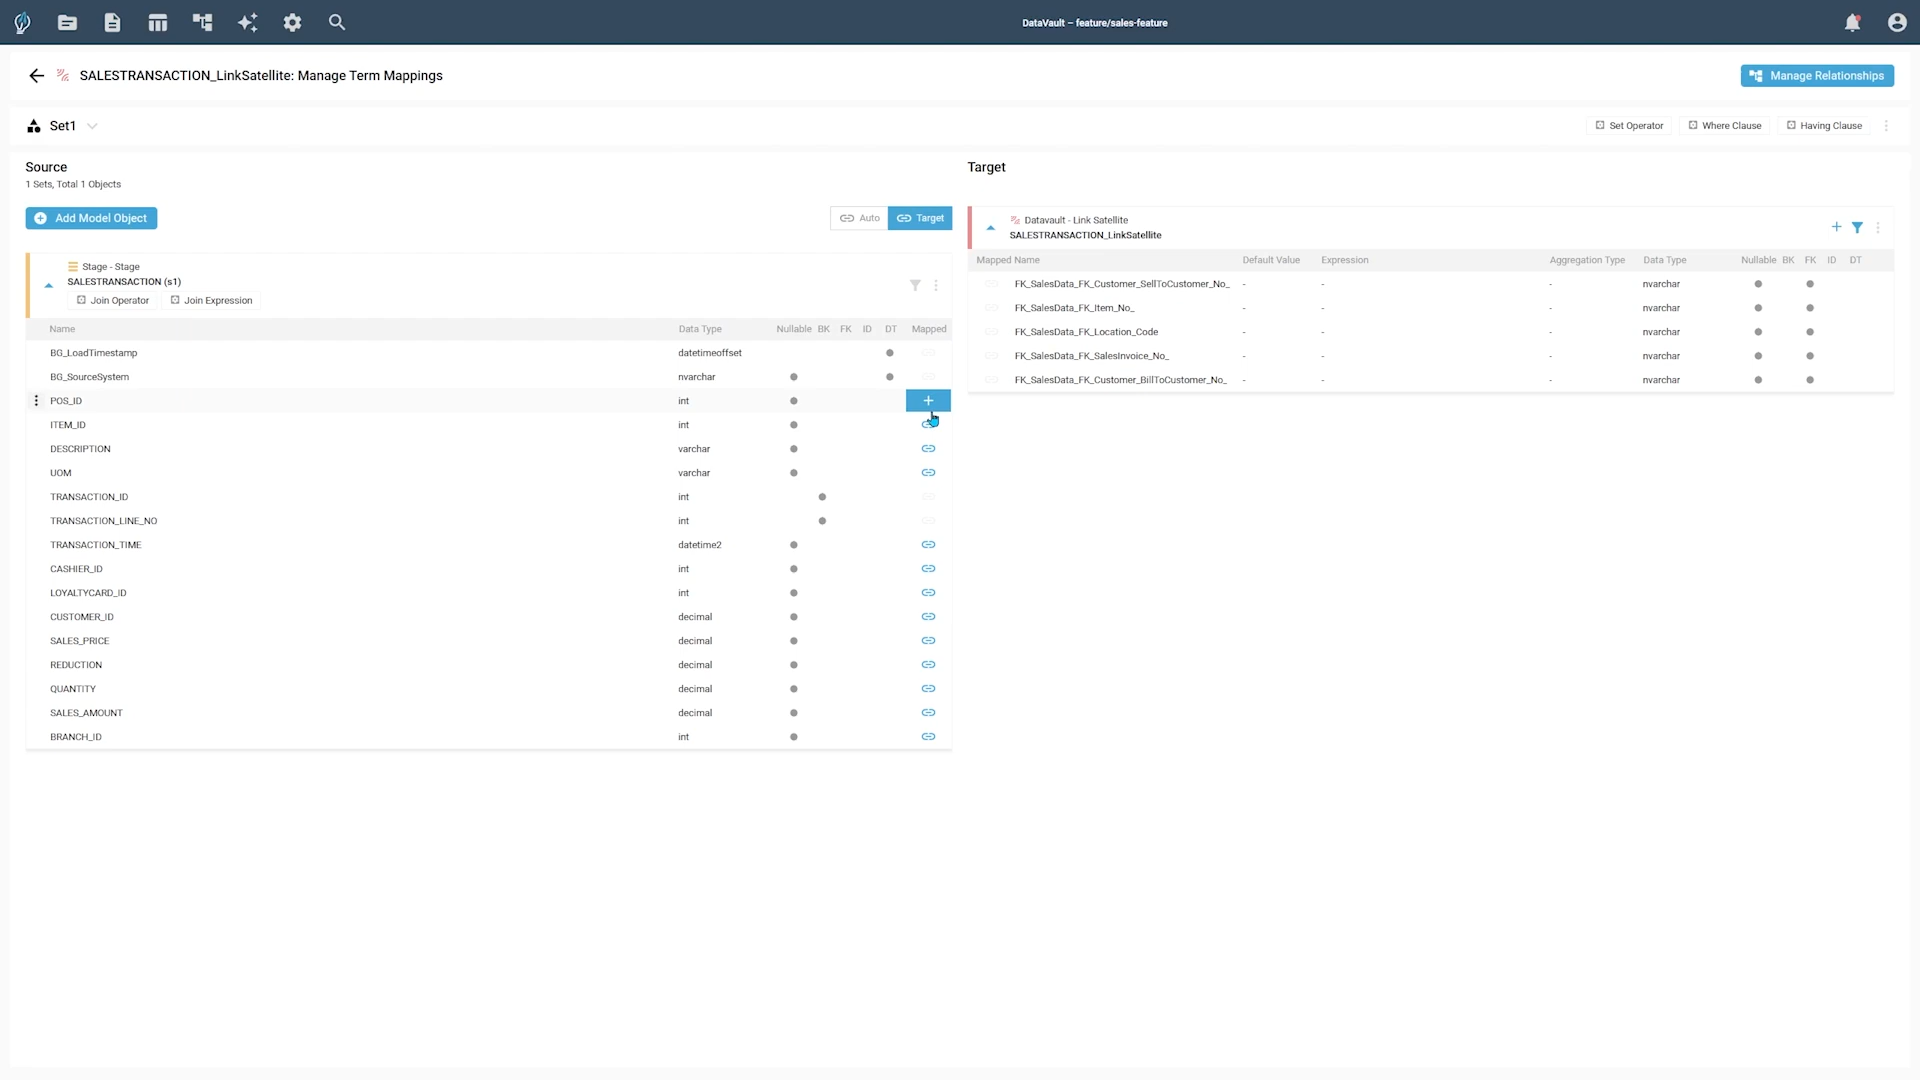 DataVault – feature/sales-feature
SALESTRANSACTION_LinkSatellite: Manage Term Mappings
Manage Relationships
Set1
Set Operator
Where Clause
Having Clause
Source
1 Sets, Total 1 Objects
Add Model Object
Auto
Target
Stage - Stage
SALESTRANSACTION (s1)
Join Operator
Join Expression
Name Data Type Nullable BK FK ID DT Mapped
BG_LoadTimestamp datetimeoffset
BG_SourceSystem nvarchar
POS_ID int
ITEM_ID int
DESCRIPTION varchar
UOM varchar
TRANSACTION_ID int
TRANSACTION_LINE_NO int
TRANSACTION_TIME datetime2
CASHIER_ID int
LOYALTYCARD_ID int
CUSTOMER_ID decimal
SALES_PRICE decimal
REDUCTION decimal
QUANTITY decimal
SALES_AMOUNT decimal
BRANCH_ID int
Target
Datavault - Link Satellite
SALESTRANSACTION_LinkSatellite
Mapped Name Default Value Expression Aggregation Type Data Type Nullable BK FK ID DT
FK_SalesData_FK_Customer_SellToCustomer_No_ - - - nvarchar
FK_SalesData_FK_Item_No_ - - - nvarchar
FK_SalesData_FK_Location_Code - - - nvarchar
FK_SalesData_FK_SalesInvoice_No_ - - - nvarchar
FK_SalesData_FK_Customer_BillToCustomer_No_ - - - nvarchar